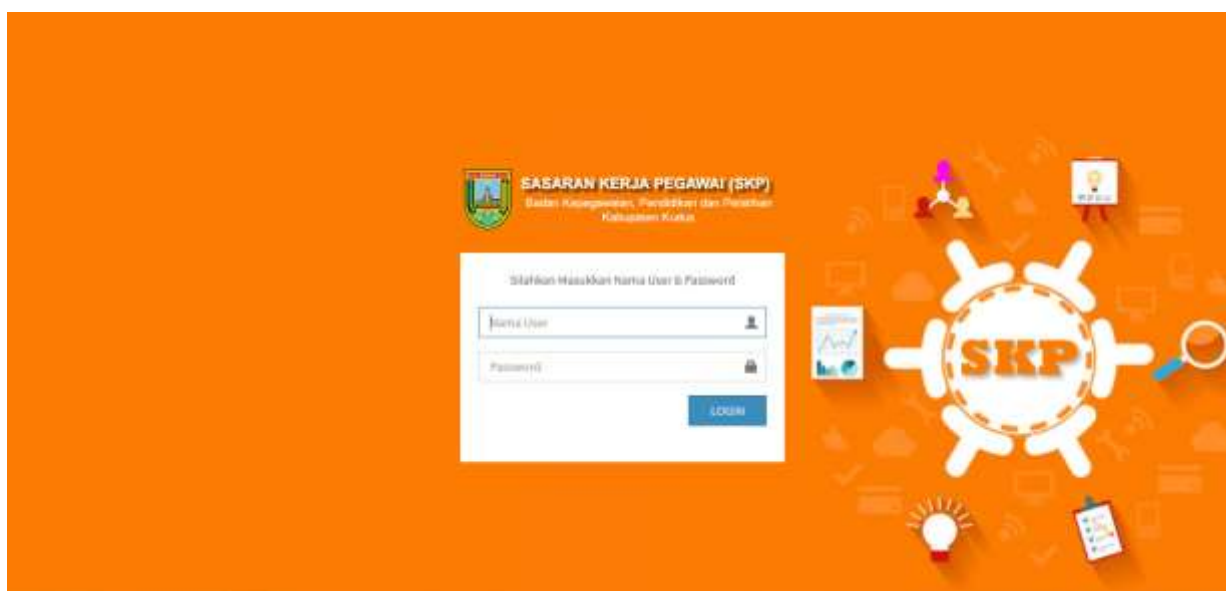 SASARAN KERJA PEGAWAI (SKP)
Badan Kepegawaian, Pendidikan dan Pelatihan
Kabupaten Kudus
Silahkan Masukkan Nama User & Password
Nama User
Password
LOGIN
SKP